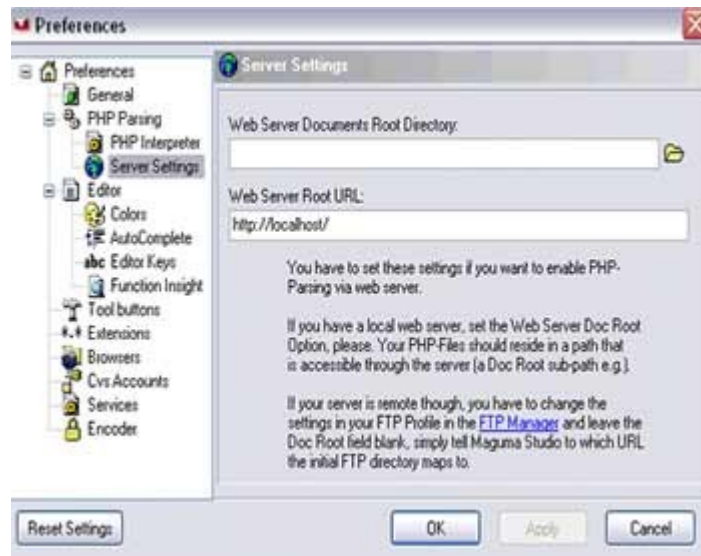 Preferences
Preferences
General
PHP Parsing
PHP Interpreter
Server Settings
Editor
Colors
AutoComplete
abc Editor Keys
Function Insight
Tool buttons
*.* Extensions
Browsers
Cvs Accounts
Services
Encoder
Server Settings
Web Server Documents Root Directory:
Web Server Root URL:
http://localhost/
You have to set these settings if you want to enable PHP-
Parsing via web server.
If you have a local web server, set the Web Server Doc Root
Option, please. Your PHP-Files should reside in a path that
is accessible through the server (a Doc Root sub-path e.g.).
If your server is remote though, you have to change the
settings in your FTP Profile in the FTP Manager and leave the
Doc Root field blank, simply tell Maguma Studio to which URL
the initial FTP directory maps to.
Reset Settings
OK
Apply
Cancel